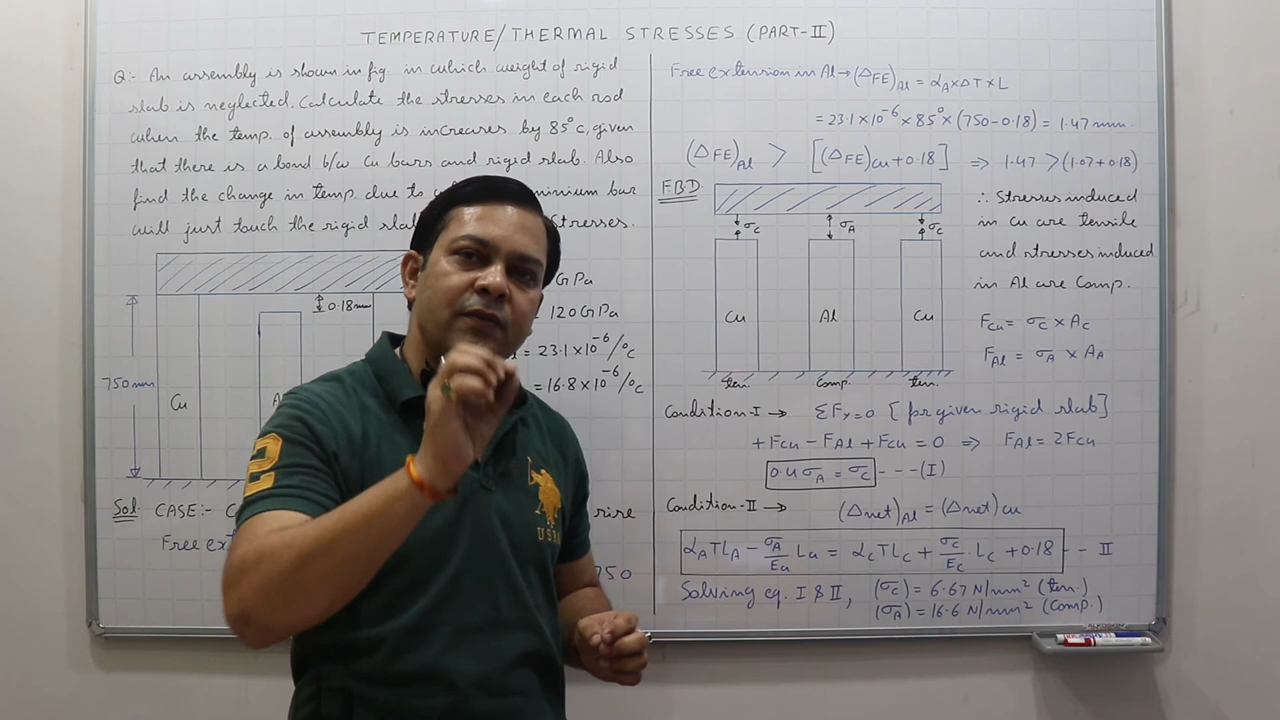 TEMPERATURE/THERMAL STRESSES (PART-II)
Q:- An assembly is shown in fig. in which weight of rigid
slab is neglected. Calculate the stresses in each rod
when the temp. of assembly is increases by 85°c, given
that there is a bond b/w Cu bars and rigid slab. Also
find the change in temp. due to minium bar
will just touch the rigid stresses.
GPa
0.18mm
= 120 GPa
= 23.1×10⁻⁶/°c
= 16.8×10⁻⁶/°c
750 mm
Cu
Sol
CASE:-
rise
Free
750
2
USPA
Free extension in Al → (ΔFE)Al = αA×ΔT×L
= 23.1×10⁻⁶ × 85° × (750-0.18) = 1.47mm.
(ΔFE)Al > [(ΔFE)cu+0.18] ⇒ 1.47 > (1.07+0.18)
F.B.D.
∴ Stresses induced
in cu are tensile
and stresses induced
in Al are Comp.
σc σA σc
Cu Al Cu
Fcu = σc × Ac
FAl = σA × AA
ten. Comp. ten.
Condition-I → ΣFy=0 [for given rigid slab]
+Fcu - FAl + Fcu = 0 ⇒ FAl = 2Fcu
0.4σA = σc ---(I)
Condition-II → (Δnet)Al = (Δnet)cu
αATLA - σA/Ea La = αcTLc + σc/Ec . Lc + 0.18 -- II
Solving eq. I & II, (σc) = 6.67 N/mm² (ten.)
(σA) = 16.6 N/mm² (comp.)